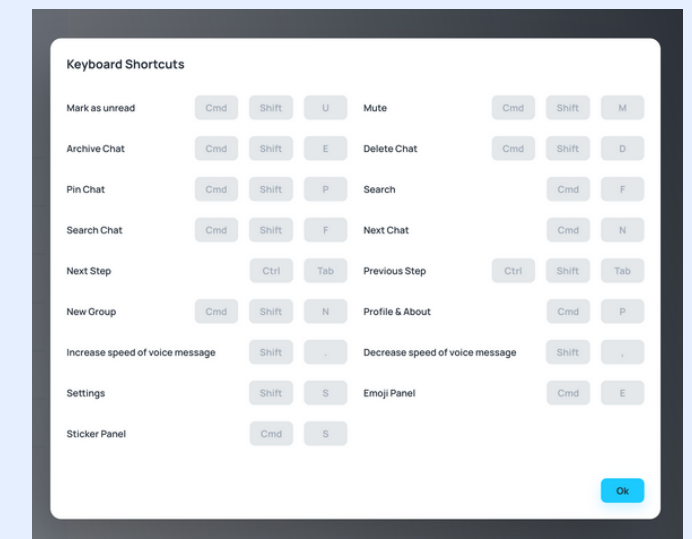 Keyboard Shortcuts
Mark as unread Cmd Shift U Mute Cmd Shift M
Archive Chat Cmd Shift E Delete Chat Cmd Shift D
Pin Chat Cmd Shift P Search Cmd F
Search Chat Cmd Shift F Next Chat Cmd N
Next Step Ctrl Tab Previous Step Ctrl Shift Tab
New Group Cmd Shift N Profile & About Cmd P
Increase speed of voice message Shift . Decrease speed of voice message Shift ,
Settings Shift S Emoji Panel Cmd E
Sticker Panel Cmd S
Ok